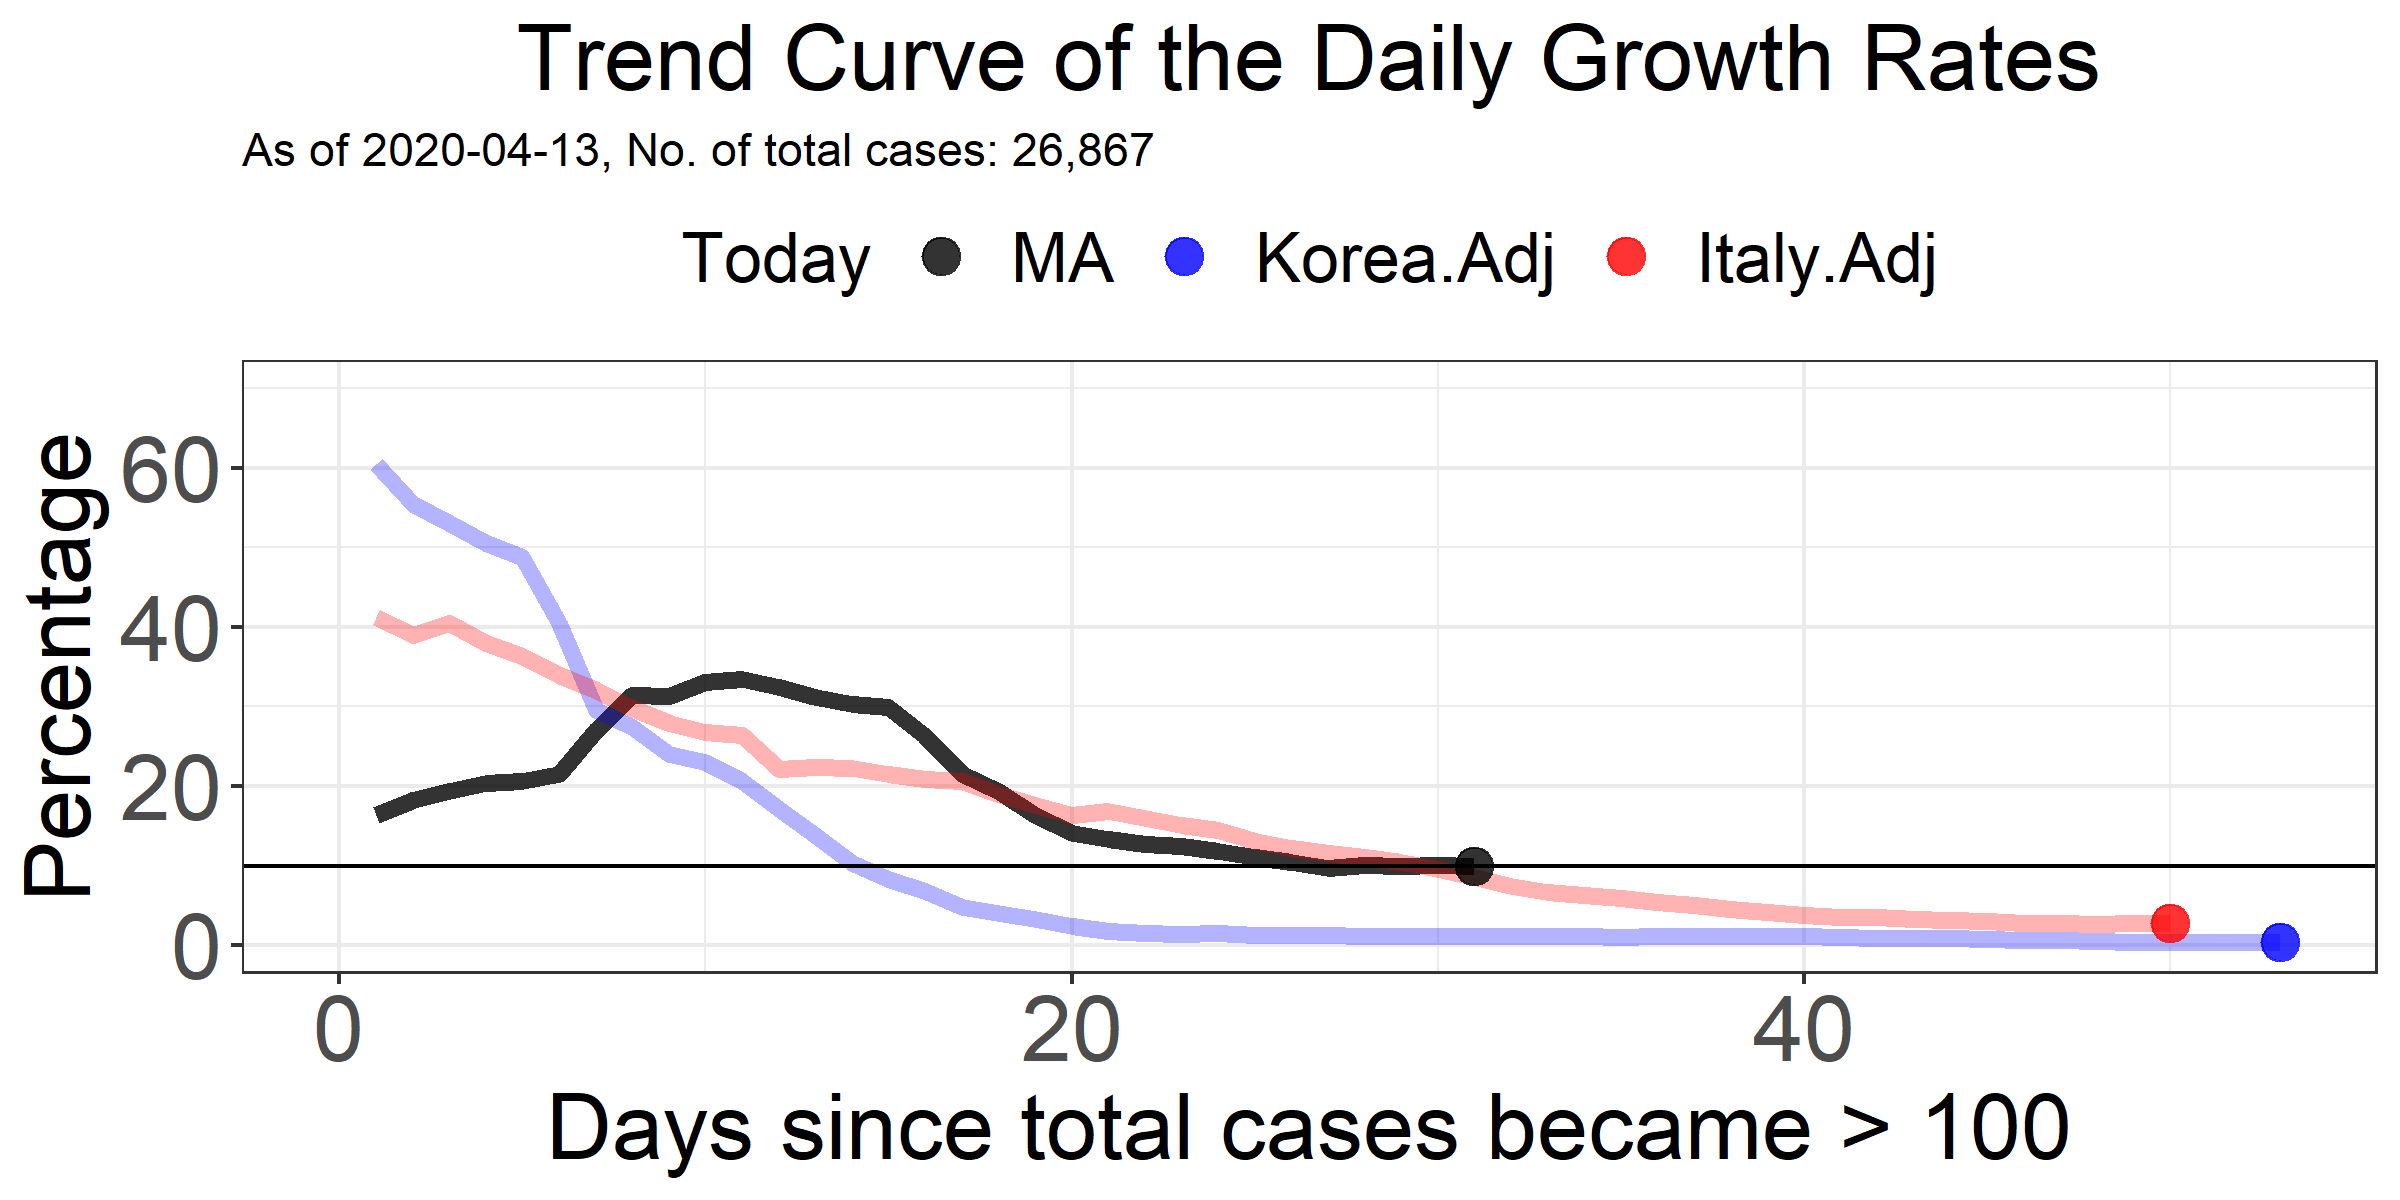 Trend Curve of the Daily Growth Rates
As of 2020-04-13, No. of total cases: 26,867
Today MA Korea.Adj Italy.Adj
Percentage
60
40
20
0
0 20 40
Days since total cases became > 100